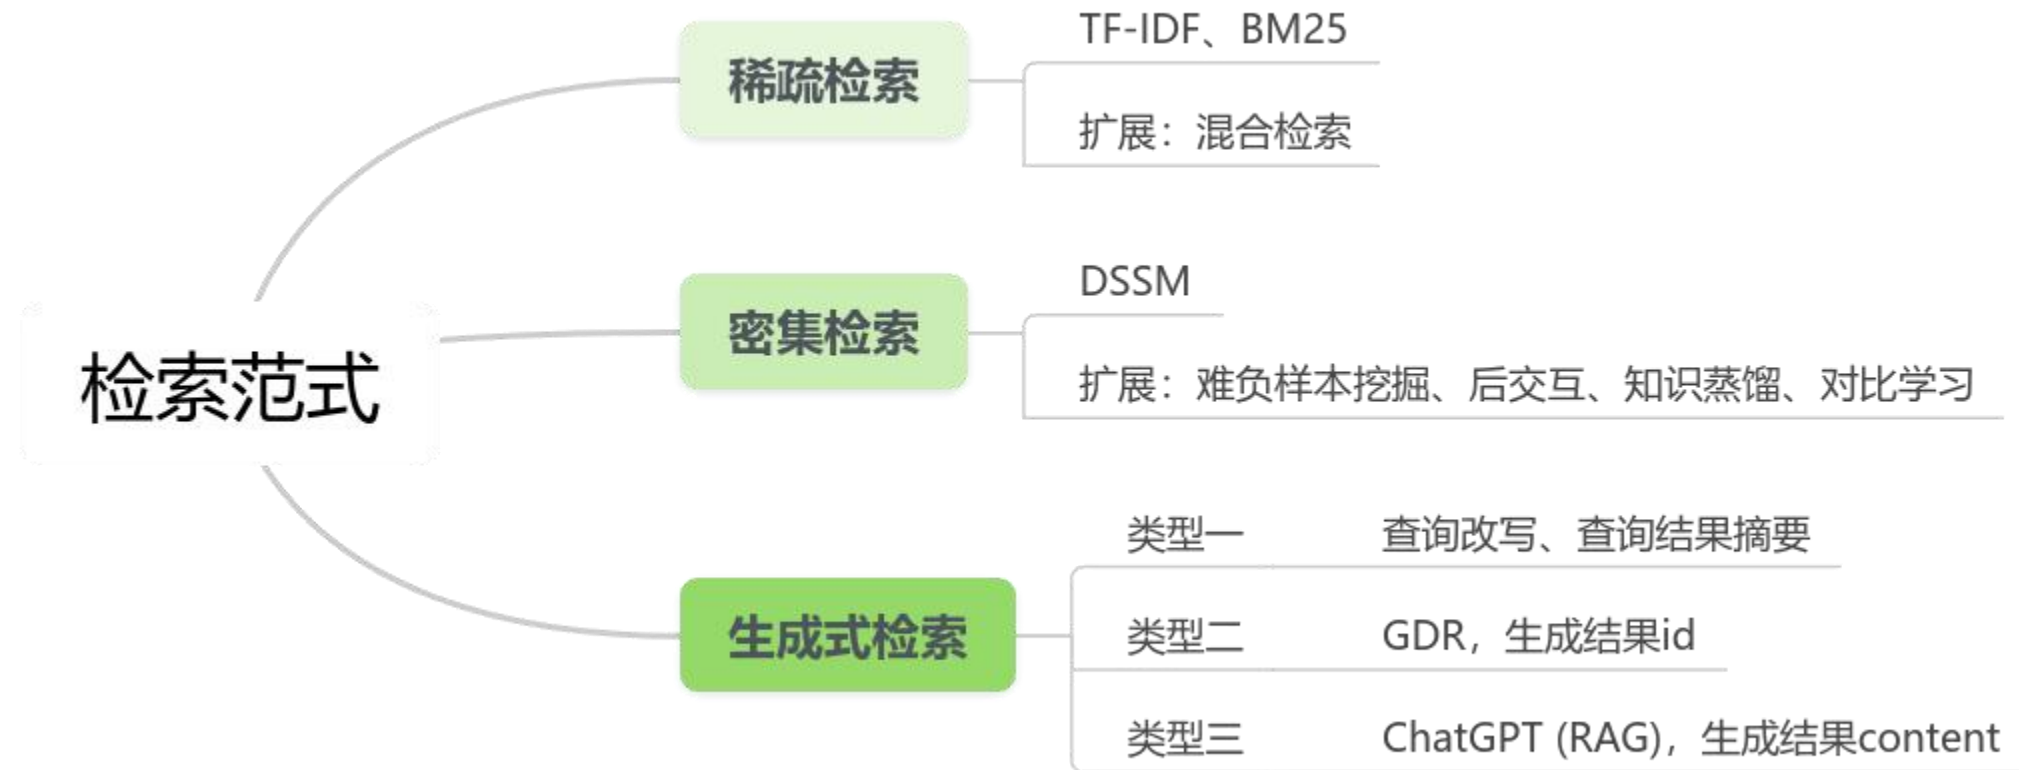 检索范式
稀疏检索
TF-IDF、BM25
扩展：混合检索
密集检索
DSSM
扩展：难负样本挖掘、后交互、知识蒸馏、对比学习
生成式检索
类型一 查询改写、查询结果摘要
类型二 GDR，生成结果id
类型三 ChatGPT (RAG)，生成结果content